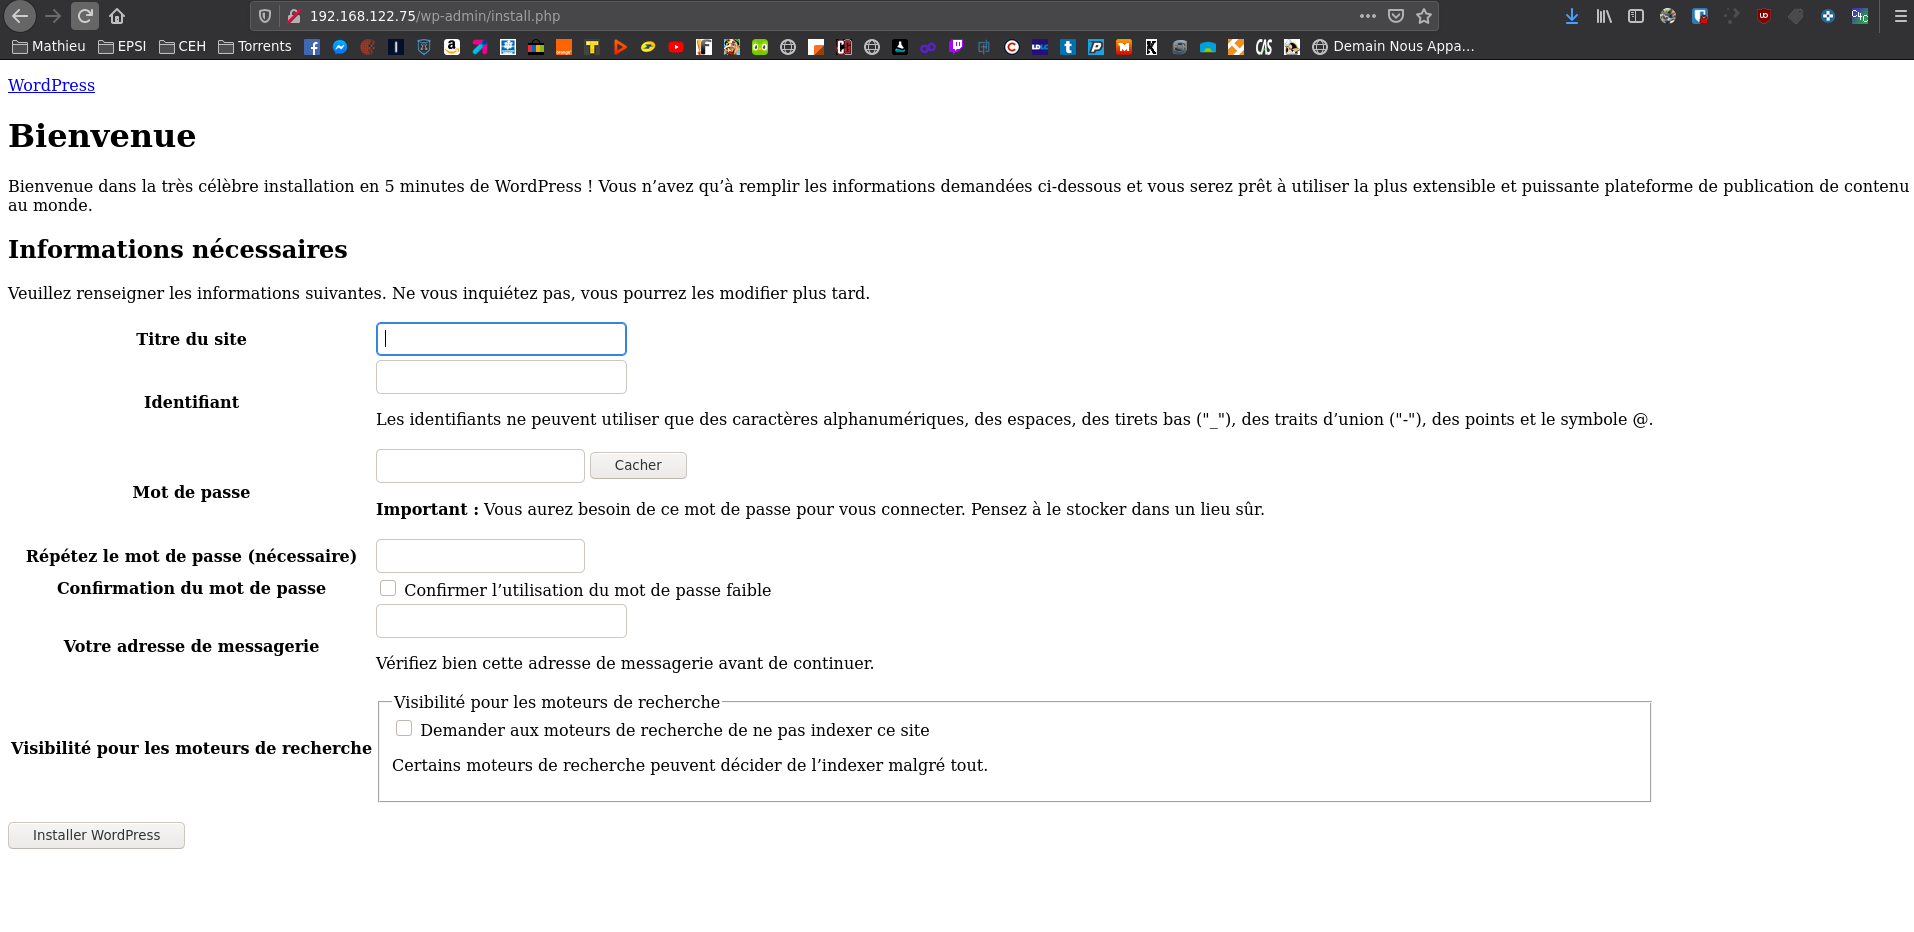 192.168.122.75/wp-admin/install.php
Mathieu EPSI CEH Torrents Demain Nous Appa...
WordPress
Bienvenue
Bienvenue dans la très célèbre installation en 5 minutes de WordPress ! Vous n’avez qu’à remplir les informations demandées ci-dessous et vous serez prêt à utiliser la plus extensible et puissante plateforme de publication de contenu
au monde.
Informations nécessaires
Veuillez renseigner les informations suivantes. Ne vous inquiétez pas, vous pourrez les modifier plus tard.
Titre du site
Identifiant
Les identifiants ne peuvent utiliser que des caractères alphanumériques, des espaces, des tirets bas ("_"), des traits d’union ("-"), des points et le symbole @.
Mot de passe
Cacher
Important : Vous aurez besoin de ce mot de passe pour vous connecter. Pensez à le stocker dans un lieu sûr.
Répétez le mot de passe (nécessaire)
Confirmation du mot de passe
Confirmer l’utilisation du mot de passe faible
Votre adresse de messagerie
Vérifiez bien cette adresse de messagerie avant de continuer.
Visibilité pour les moteurs de recherche
Visibilité pour les moteurs de recherche
Demander aux moteurs de recherche de ne pas indexer ce site
Certains moteurs de recherche peuvent décider de l’indexer malgré tout.
Installer WordPress